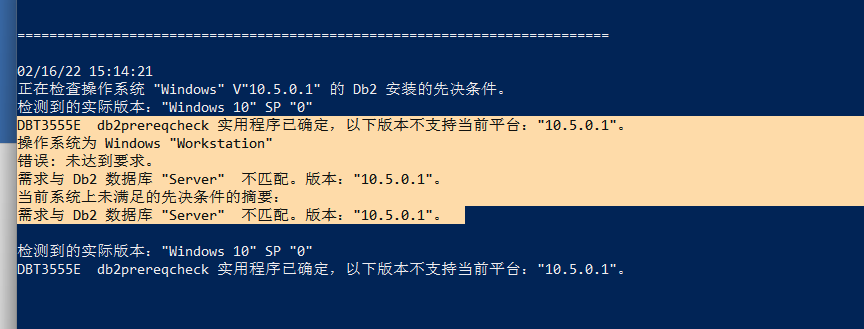 ==========================================================================
02/16/22 15:14:21
正在检查操作系统 "Windows" V"10.5.0.1" 的 Db2 安装的先决条件。
检测到的实际版本："Windows 10" SP "0"
DBT3555E  db2prereqcheck 实用程序已确定，以下版本不支持当前平台："10.5.0.1"。
操作系统为 Windows "Workstation"
错误: 未达到要求。
需求与 Db2 数据库 "Server"  不匹配。版本："10.5.0.1"。
当前系统上未满足的先决条件的摘要:
需求与 Db2 数据库 "Server"  不匹配。版本："10.5.0.1"。
检测到的实际版本："Windows 10" SP "0"
DBT3555E  db2prereqcheck 实用程序已确定，以下版本不支持当前平台："10.5.0.1"。